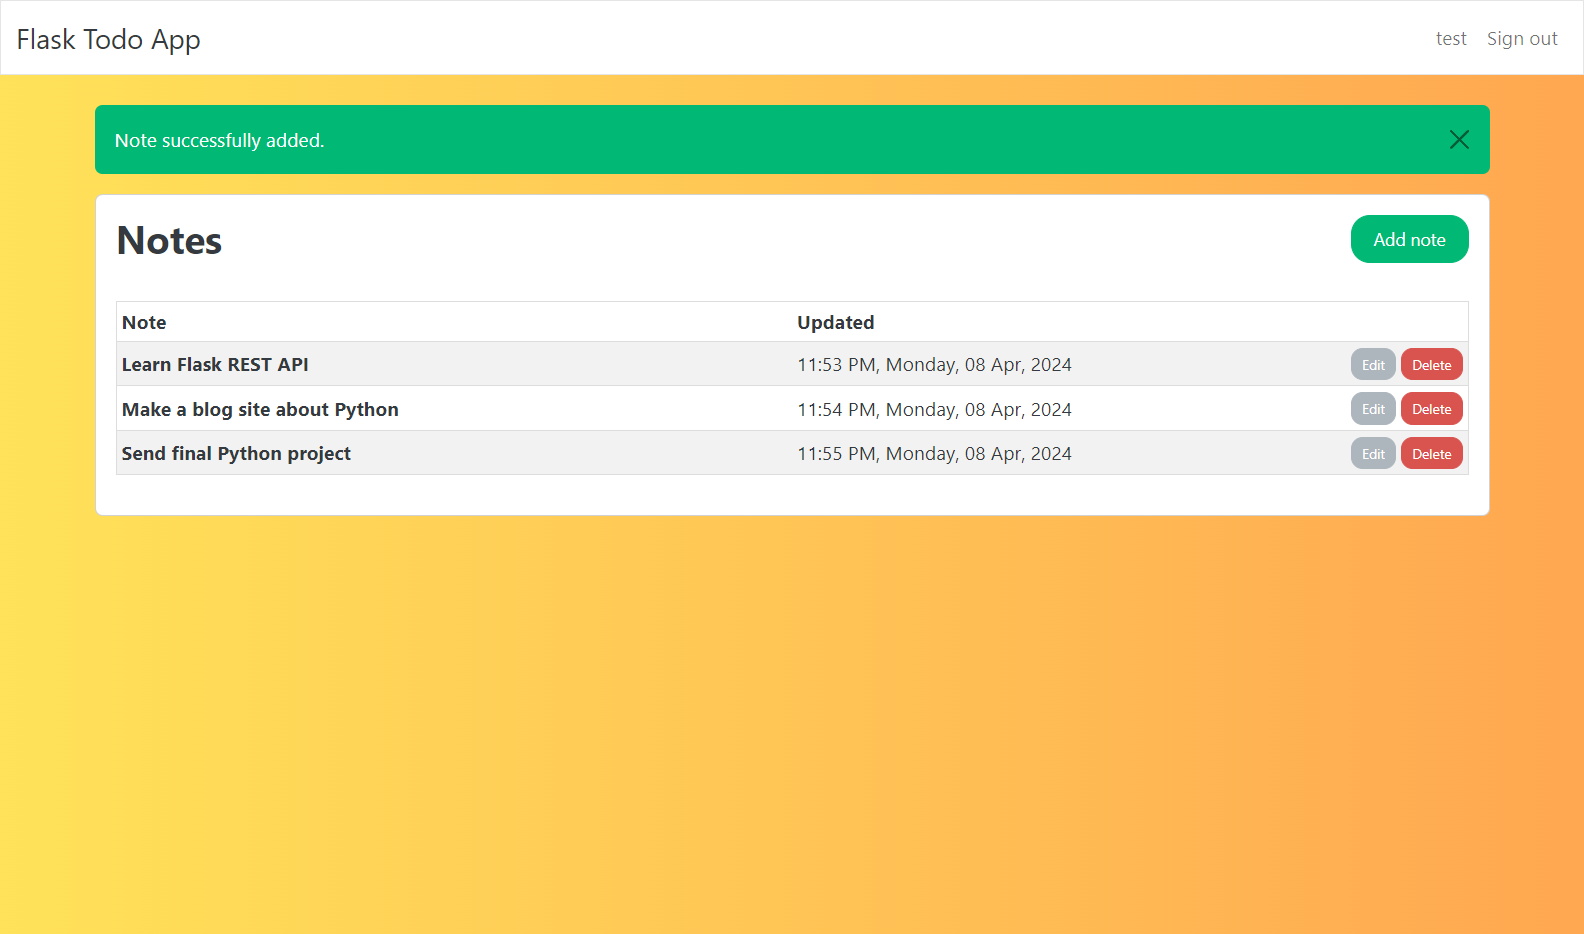 Flask Todo App test Sign out
Note successfully added.
Notes Add note
Note Updated
Learn Flask REST API 11:53 PM, Monday, 08 Apr, 2024 Edit Delete
Make a blog site about Python 11:54 PM, Monday, 08 Apr, 2024 Edit Delete
Send final Python project 11:55 PM, Monday, 08 Apr, 2024 Edit Delete